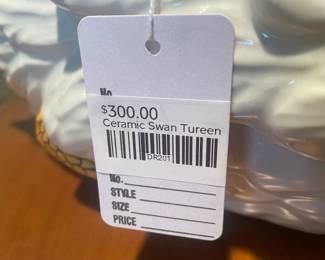 No.
$300.00
Ceramic Swan Tureen
DR201
No.
STYLE
SIZE
PRICE